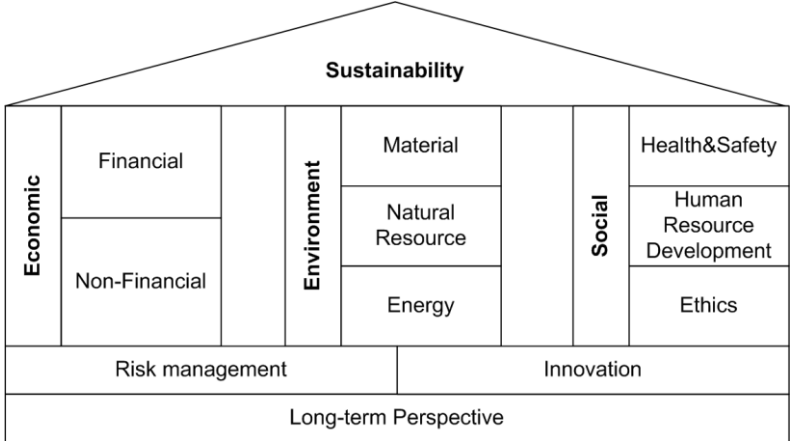 Sustainability
Economic
Financial
Non-Financial
Environment
Material
Natural
Resource
Energy
Social
Health&Safety
Human
Resource
Development
Ethics
Risk management
Innovation
Long-term Perspective